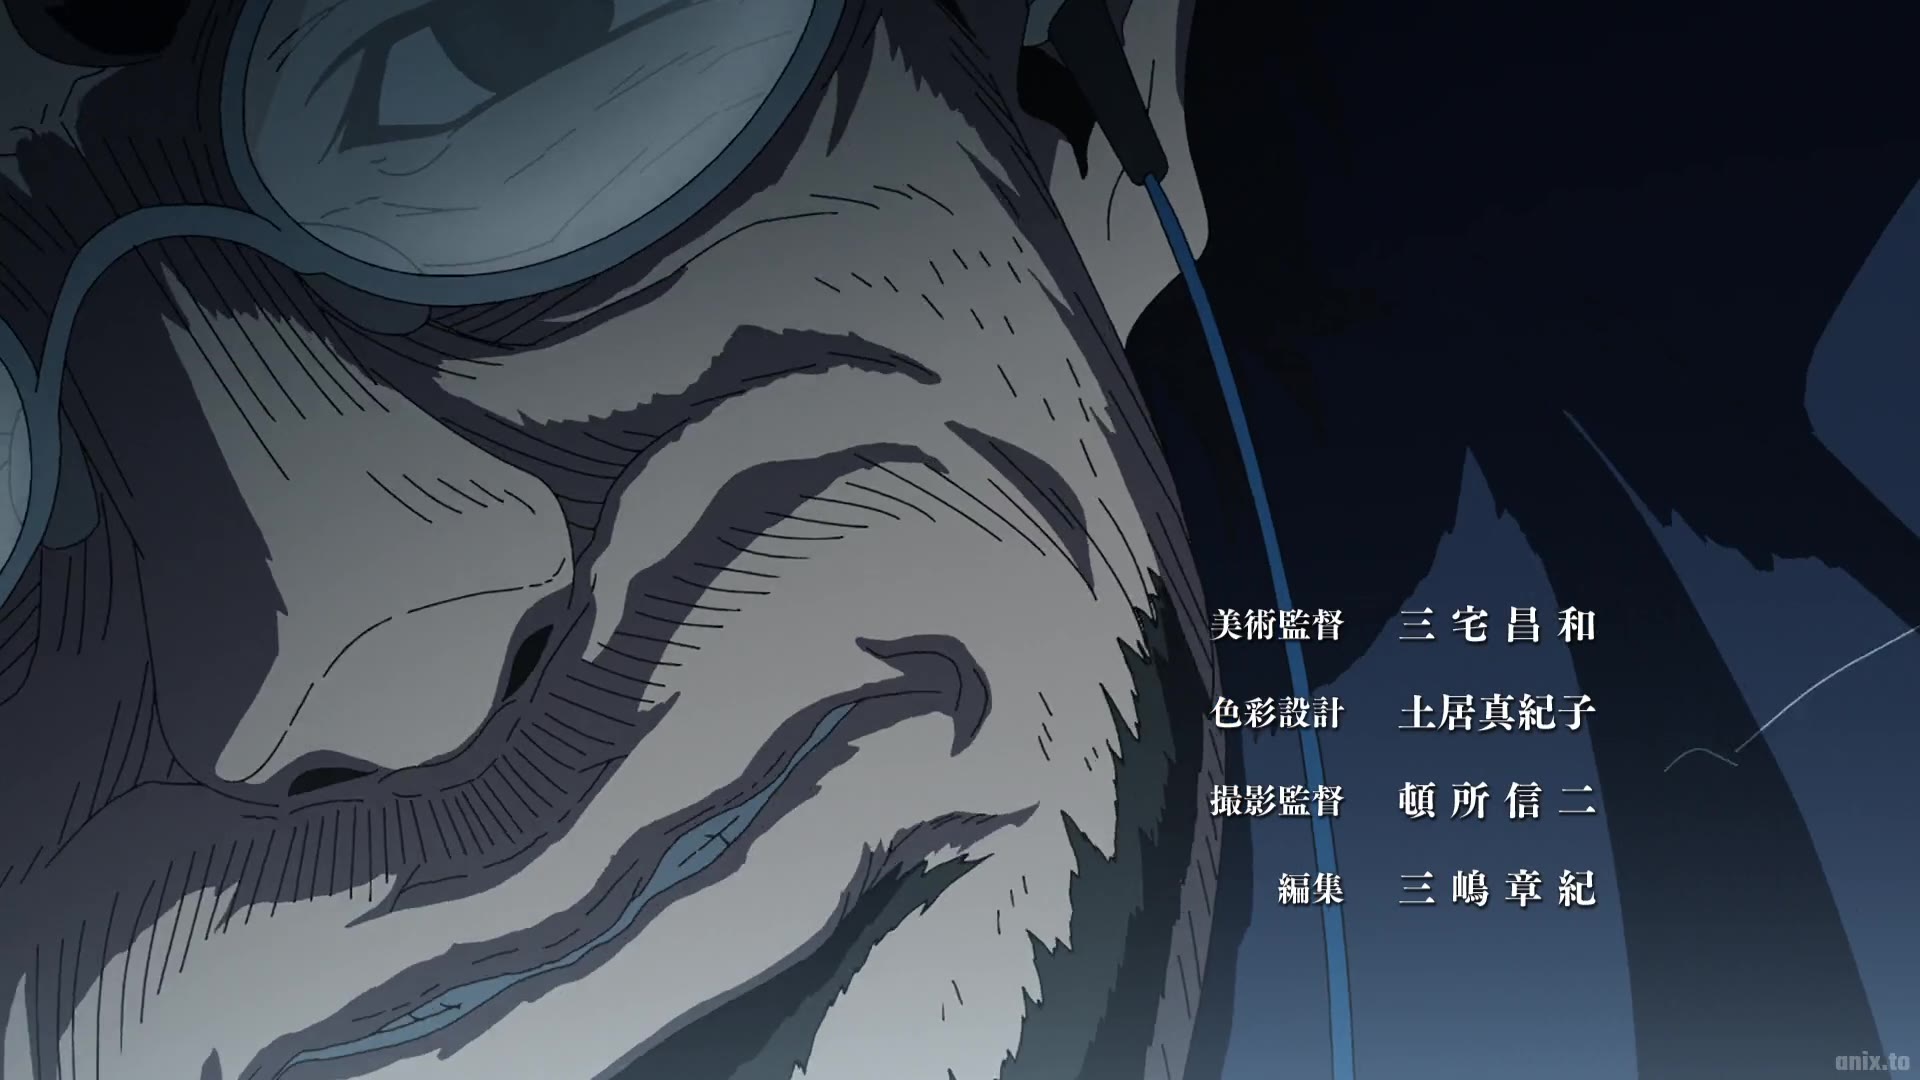 美術監督 三宅昌和
色彩設計 土居真紀子
撮影監督 頓所信二
編集 三嶋章紀
anix.to